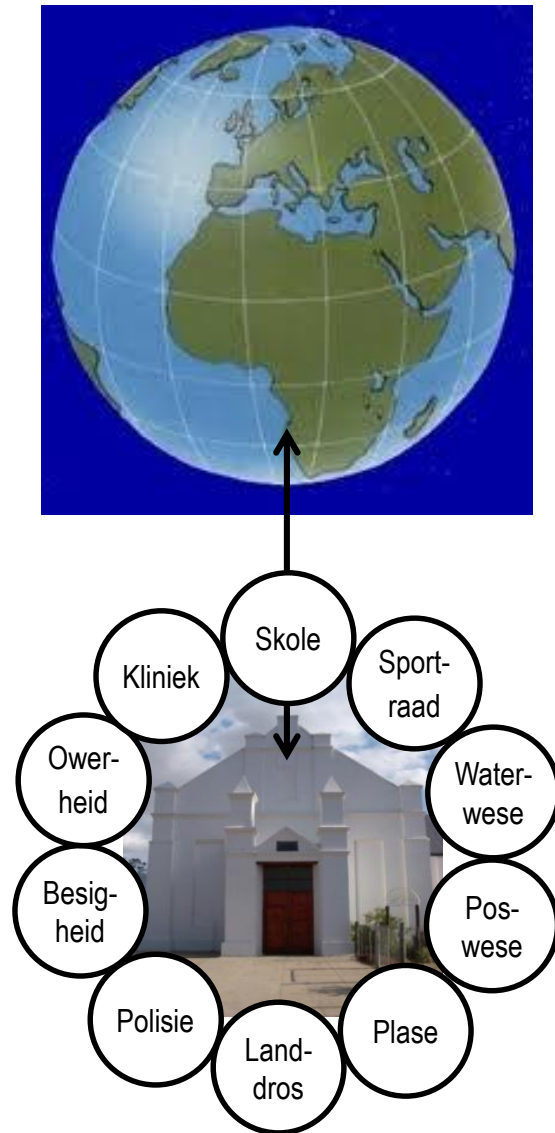 Skole
Sport-
raad
Water-
wese
Pos-
wese
Plase
Land-
dros
Polisie
Besig-
heid
Ower-
heid
Kliniek